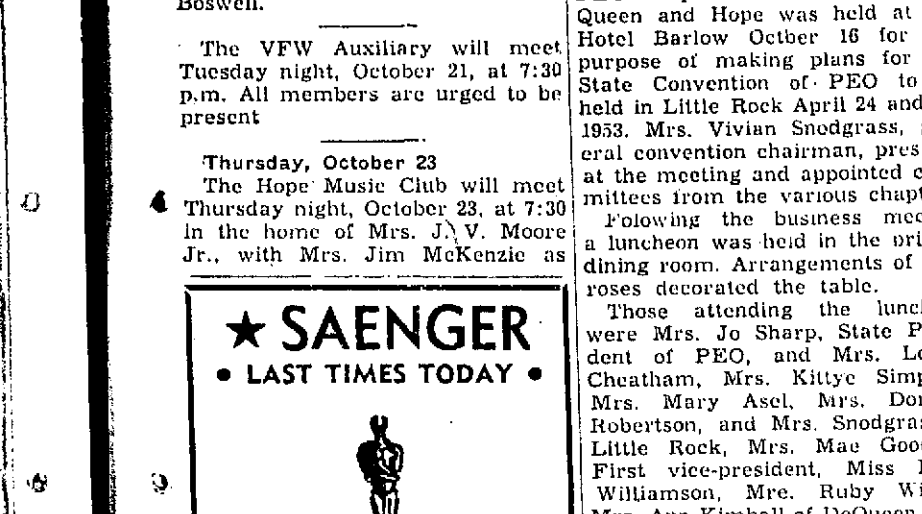 Boswell.
The VFW Auxiliary will meet
Tuesday night, October 21, at 7:30
p.m. All members are urged to be
present
Thursday, October 23
The Hope Music Club will meet
Thursday night, October 23, at 7:30
in the home of Mrs. J. V. Moore
Jr., with Mrs. Jim McKenzie as
★ SAENGER
• LAST TIMES TODAY •
Queen and Hope was held at
Hotel Barlow Octber 16 for
purpose of making plans for
State Convention of PEO to
held in Little Rock April 24 and
1953. Mrs. Vivian Snodgrass,
eral convention chairman, pres
at the meeting and appointed c
mittees from the various chapt
Folowing the business mee
a luncheon was held in the pri
dining room. Arrangements of
roses decorated the table.
Those attending the lunc
were Mrs. Jo Sharp, State P
dent of PEO, and Mrs. Lo
Cheatham, Mrs. Kittye Simp
Mrs. Mary Asel, Mrs. Dor
Robertson, and Mrs. Snodgras
Little Rock, Mrs. Mae Goo
First vice-president, Miss
Williamson, Mre. Ruby Wi
Mrs. Ann Kimball of DeQueen